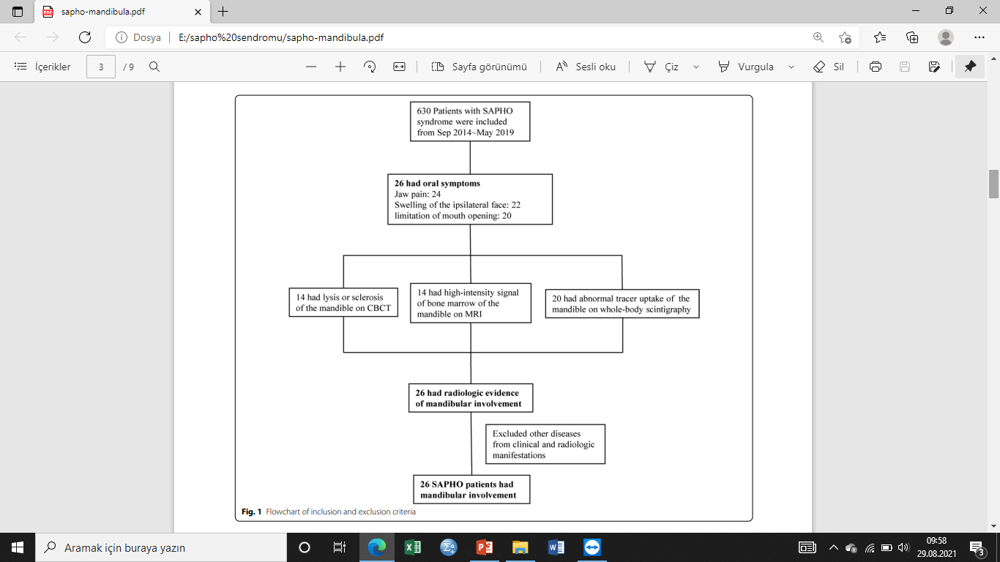 sapho-mandibula.pdf
Dosya
E:/sapho%20sendromu/sapho-mandibula.pdf
İçerikler
3
/ 9
Sayfa görünümü
Sesli oku
Çiz
Vurgula
Sil
630 Patients with SAPHO
syndrome were included
from Sep 2014~May 2019
26 had oral symptoms
Jaw pain: 24
Swelling of the ipsilateral face: 22
limitation of mouth opening: 20
14 had lysis or sclerosis
of the mandible on CBCT
14 had high-intensity signal
of bone marrow of the
mandible on MRI
20 had abnormal tracer uptake of the
mandible on whole-body scintigraphy
26 had radiologic evidence
of mandibular involvement
Excluded other diseases
from clinical and radiologic
manifestations
26 SAPHO patients had
mandibular involvement
Fig. 1 Flowchart of inclusion and exclusion criteria
Aramak için buraya yazın
09:58
29.08.2021
3